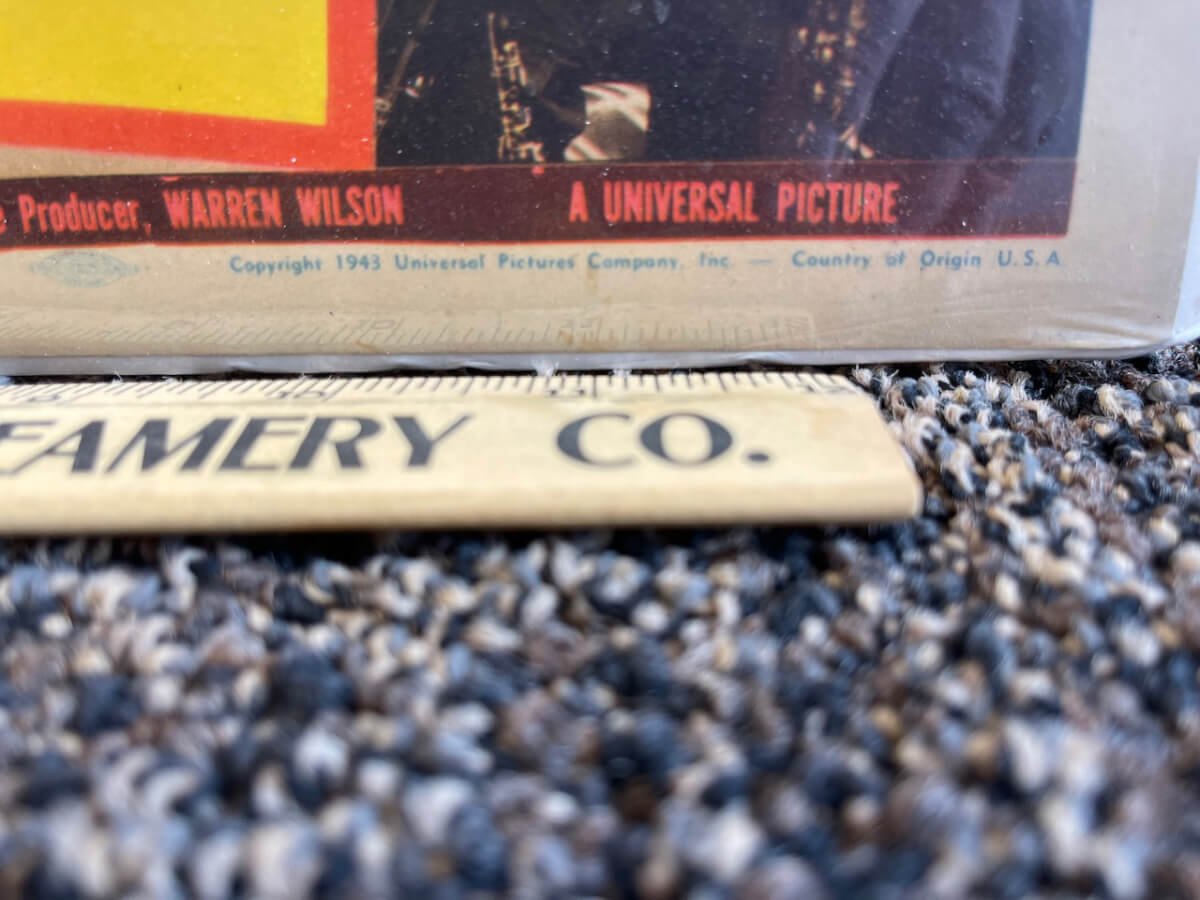 e Producer, WARREN WILSON A UNIVERSAL PICTURE
Copyright 1943 Universal Pictures Company, Inc. — Country of Origin U.S.A
EAMERY CO.